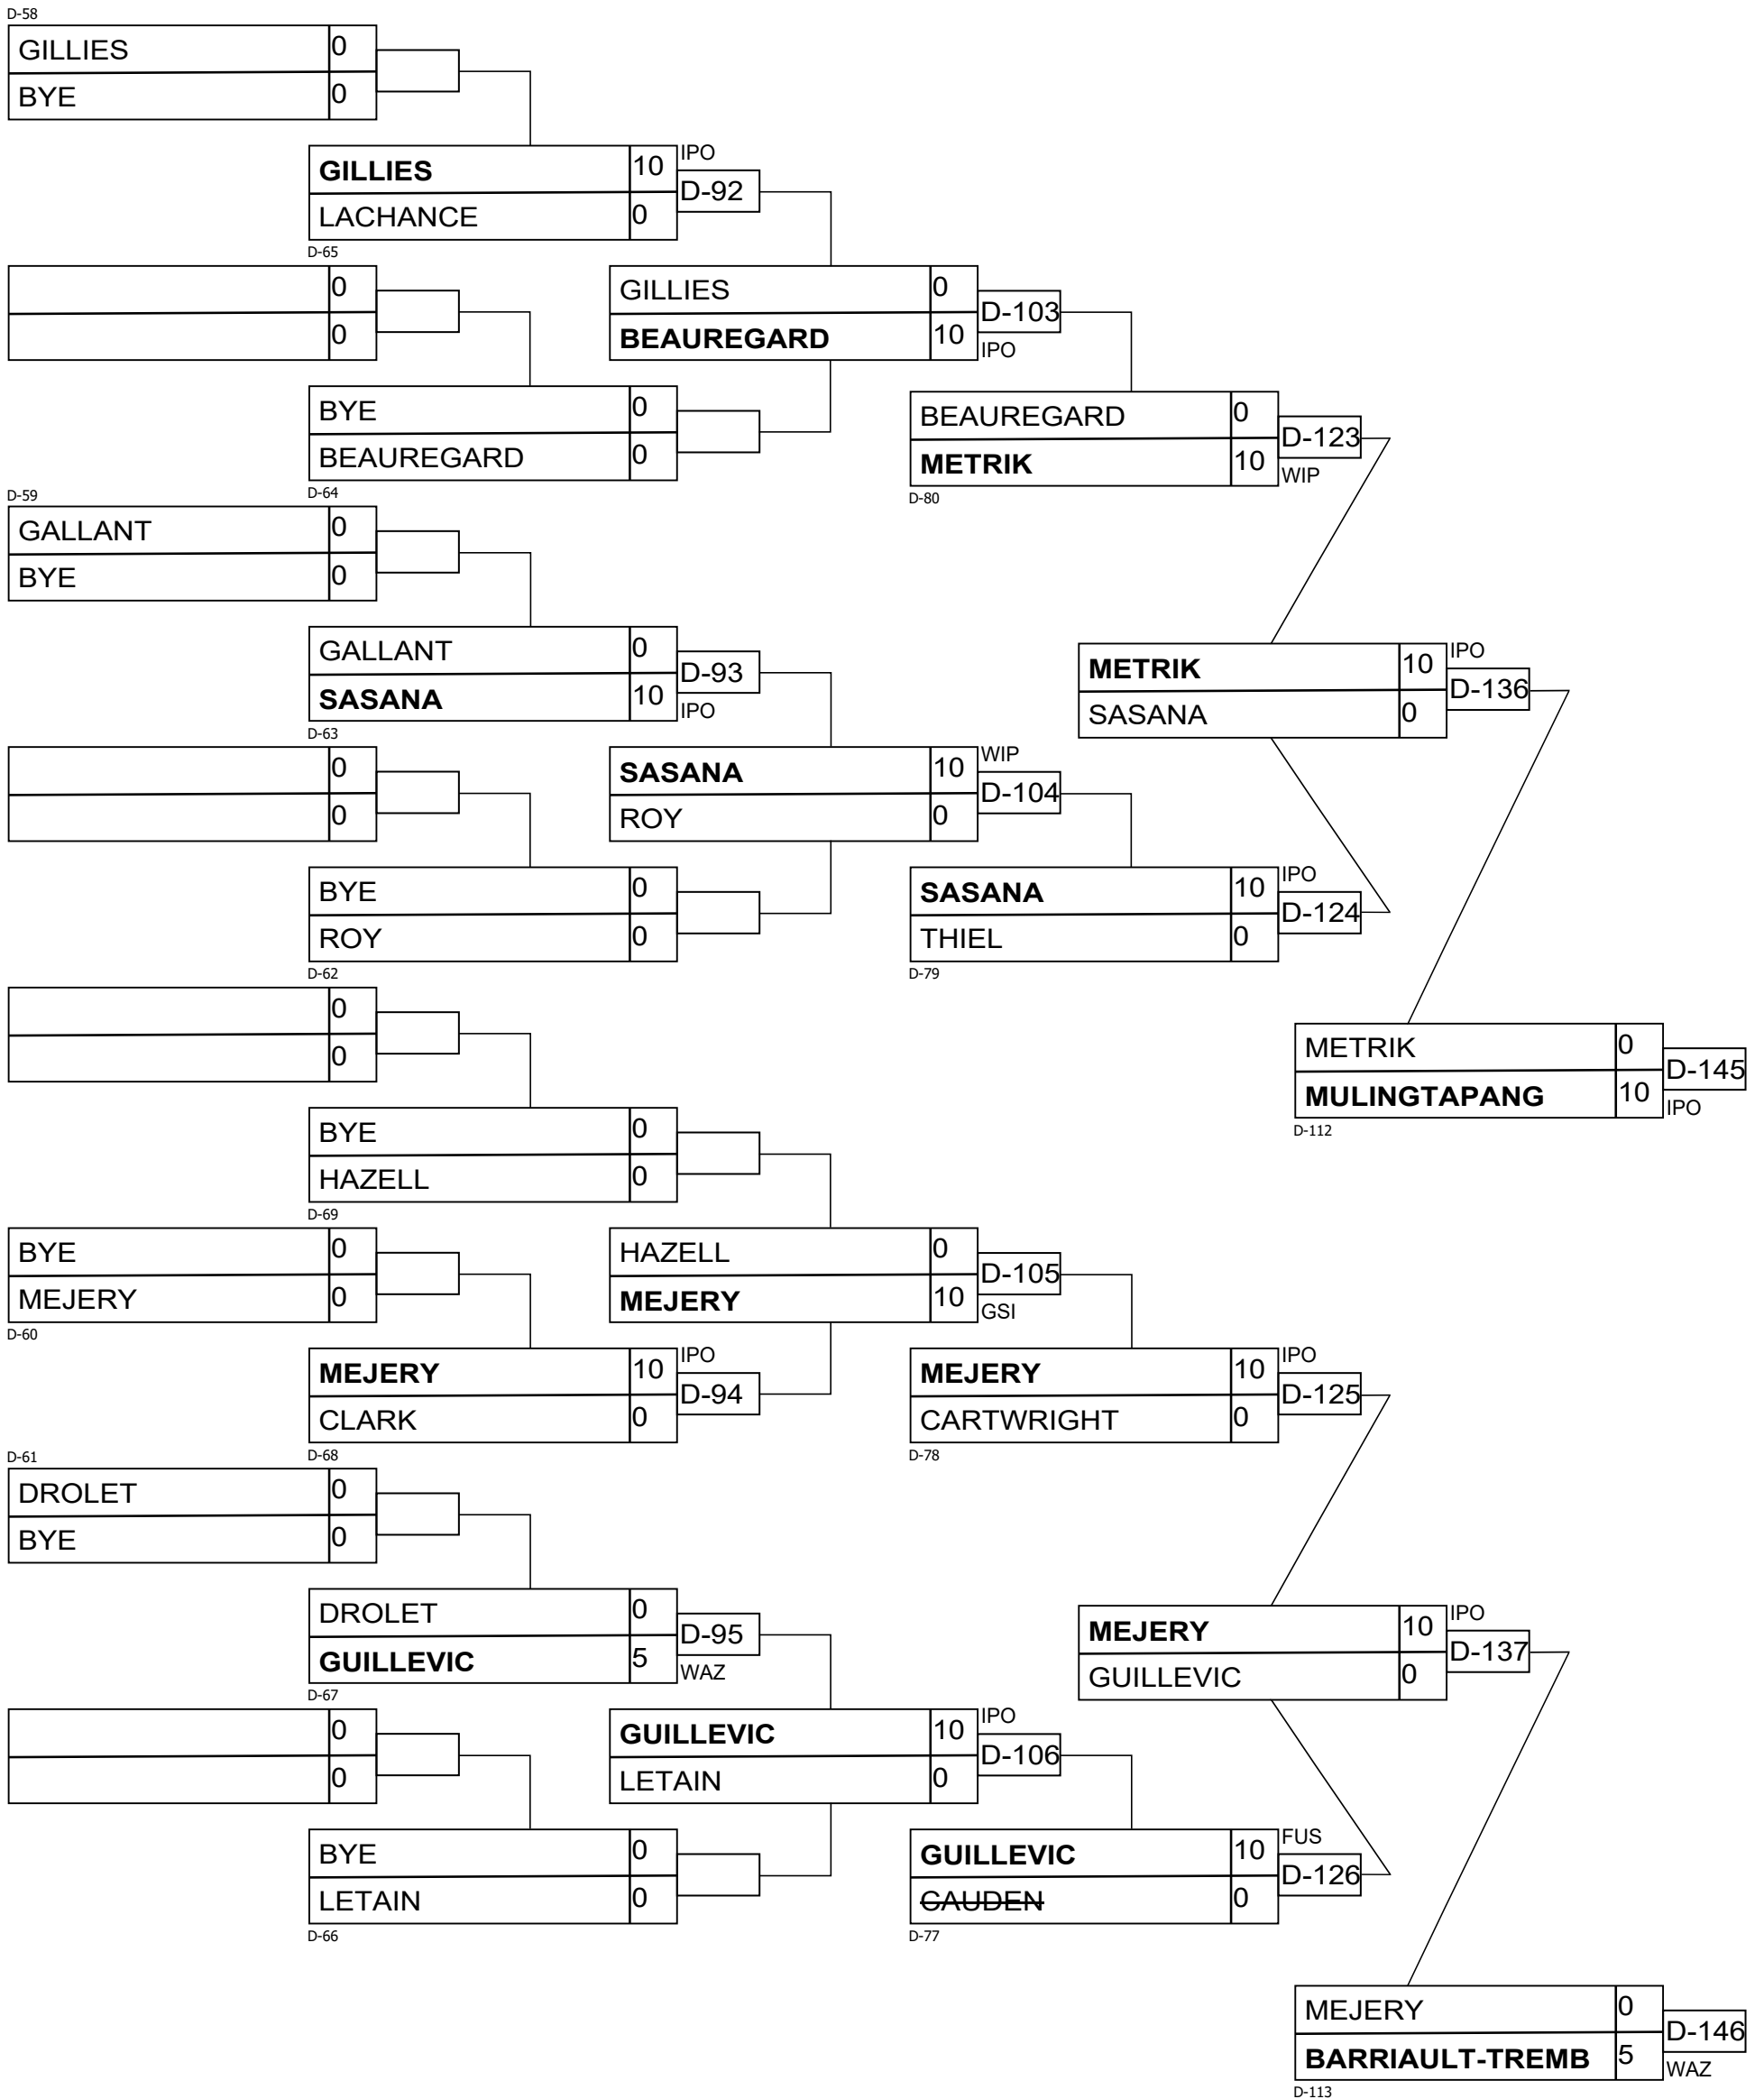 D-58
GILLIES 0
BYE 0
IPO
GILLIES 10
D-92
LACHANCE 0
D-65
0
0
GILLIES 0
D-103
BEAUREGARD 10
IPO
BYE 0
BEAUREGARD 0
D-64
BEAUREGARD 0
D-123
METRIK 10
WIP
D-80
D-59
GALLANT 0
BYE 0
GALLANT 0
D-93
SASANA 10
IPO
D-63
METRIK 10
IPO
D-136
SASANA 0
0
0
SASANA 10
WIP
D-104
ROY 0
BYE 0
ROY 0
D-62
SASANA 10
IPO
D-124
THIEL 0
D-79
0
0
METRIK 0
D-145
MULINGTAPANG 10
IPO
D-112
BYE 0
HAZELL 0
D-69
BYE 0
MEJERY 0
D-60
HAZELL 0
D-105
MEJERY 10
GSI
MEJERY 10
IPO
D-94
CLARK 0
D-68
MEJERY 10
IPO
D-125
CARTWRIGHT 0
D-78
D-61
DROLET 0
BYE 0
DROLET 0
D-95
GUILLEVIC 5
WAZ
D-67
MEJERY 10
IPO
D-137
GUILLEVIC 0
0
0
GUILLEVIC 10
IPO
D-106
LETAIN 0
BYE 0
LETAIN 0
D-66
GUILLEVIC 10
FUS
D-126
CAUDEN 0
D-77
MEJERY 0
D-146
BARRIAULT-TREMB 5
WAZ
D-113